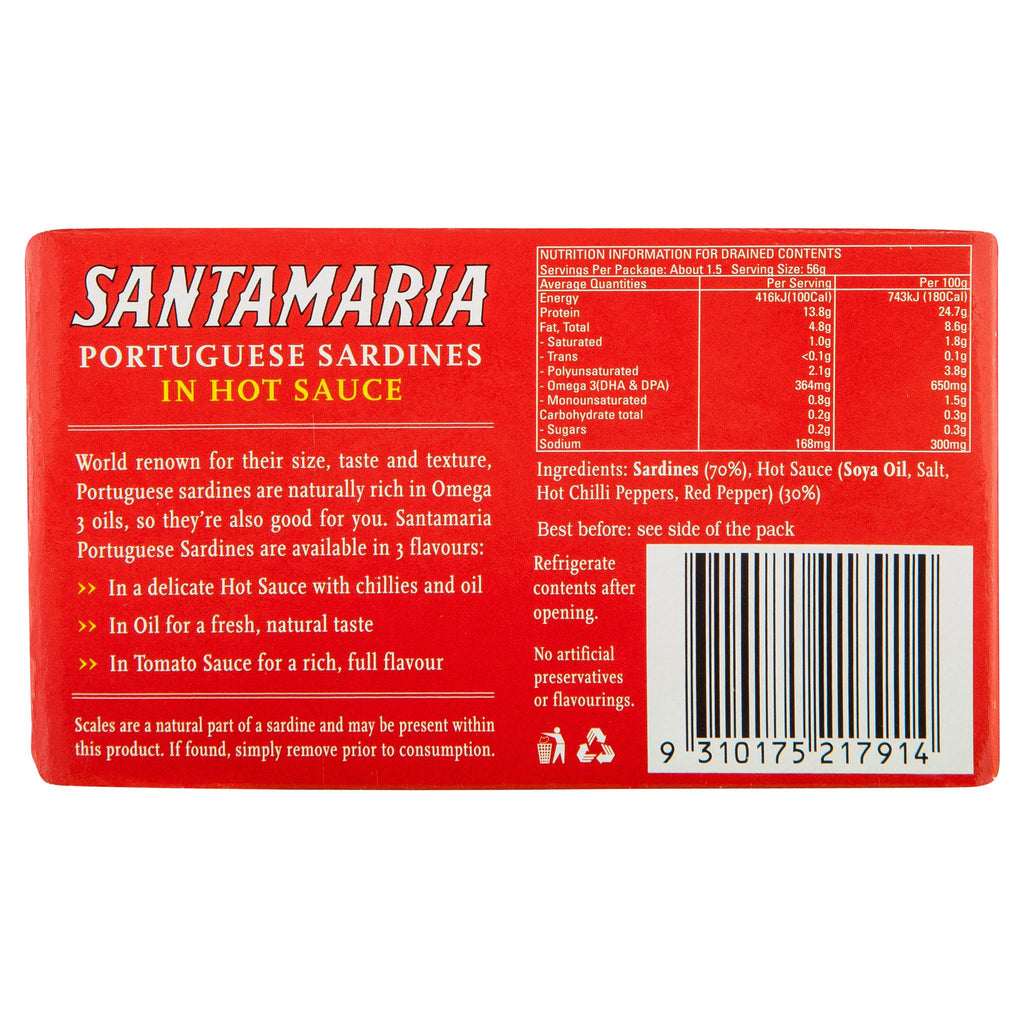 SANTAMARIA
PORTUGUESE SARDINES
IN HOT SAUCE
World renown for their size, taste and texture,
Portuguese sardines are naturally rich in Omega
3 oils, so they're also good for you. Santamaria
Portuguese Sardines are available in 3 flavours:
›› In a delicate Hot Sauce with chillies and oil
›› In Oil for a fresh, natural taste
›› In Tomato Sauce for a rich, full flavour
Scales are a natural part of a sardine and may be present within
this product. If found, simply remove prior to consumption.
NUTRITION INFORMATION FOR DRAINED CONTENTS
Servings Per Package: About 1.5 Serving Size: 56g
Average Quantities Per Serving Per 100g
Energy 416kJ(100Cal) 743kJ (180Cal)
Protein 13.8g 24.7g
Fat, Total 4.8g 8.6g
- Saturated 1.0g 1.8g
- Trans <0.1g 0.1g
- Polyunsaturated 2.1g 3.8g
- Omega 3(DHA & DPA) 364mg 650mg
- Monounsaturated 0.8g 1.5g
Carbohydrate total 0.2g 0.3g
- Sugars 0.2g 0.3g
Sodium 168mg 300mg
Ingredients: Sardines (70%), Hot Sauce (Soya Oil, Salt,
Hot Chilli Peppers, Red Pepper) (30%)
Best before: see side of the pack
Refrigerate
contents after
opening.
No artificial
preservatives
or flavourings.
9 310175 217914